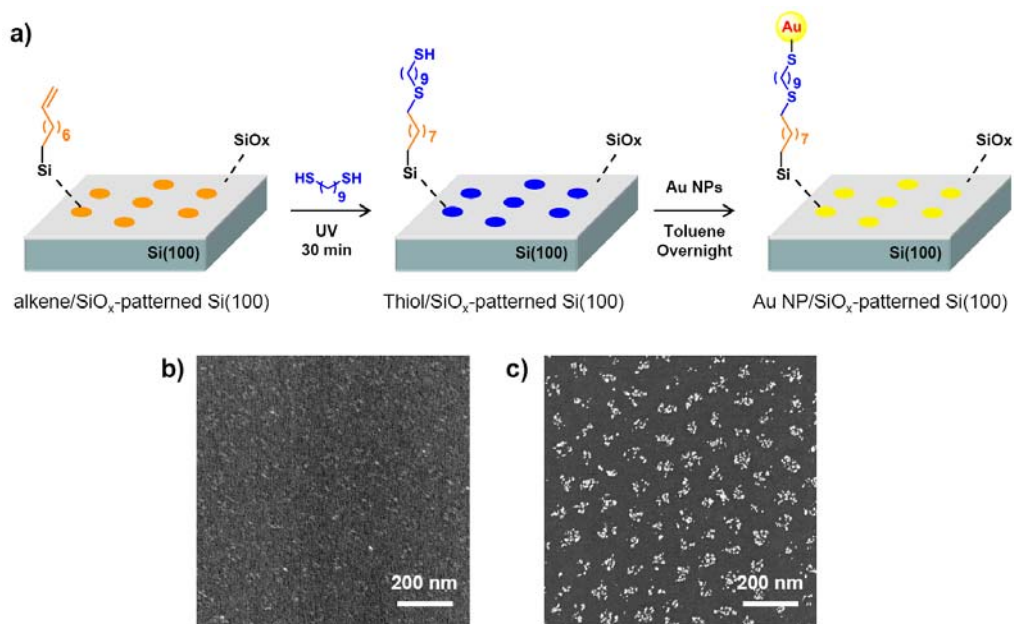 a)
Au
S
( )9
S
( )7
Si
SiOx
Si(100)
Au NP/SiOx-patterned Si(100)
SH
( )9
S
( )7
Si
SiOx
Si(100)
Thiol/SiOx-patterned Si(100)
( )6
Si
SiOx
Si(100)
alkene/SiOx-patterned Si(100)
HS ( )9 SH
UV
30 min
Au NPs
Toluene
Overnight
b)
200 nm
c)
200 nm